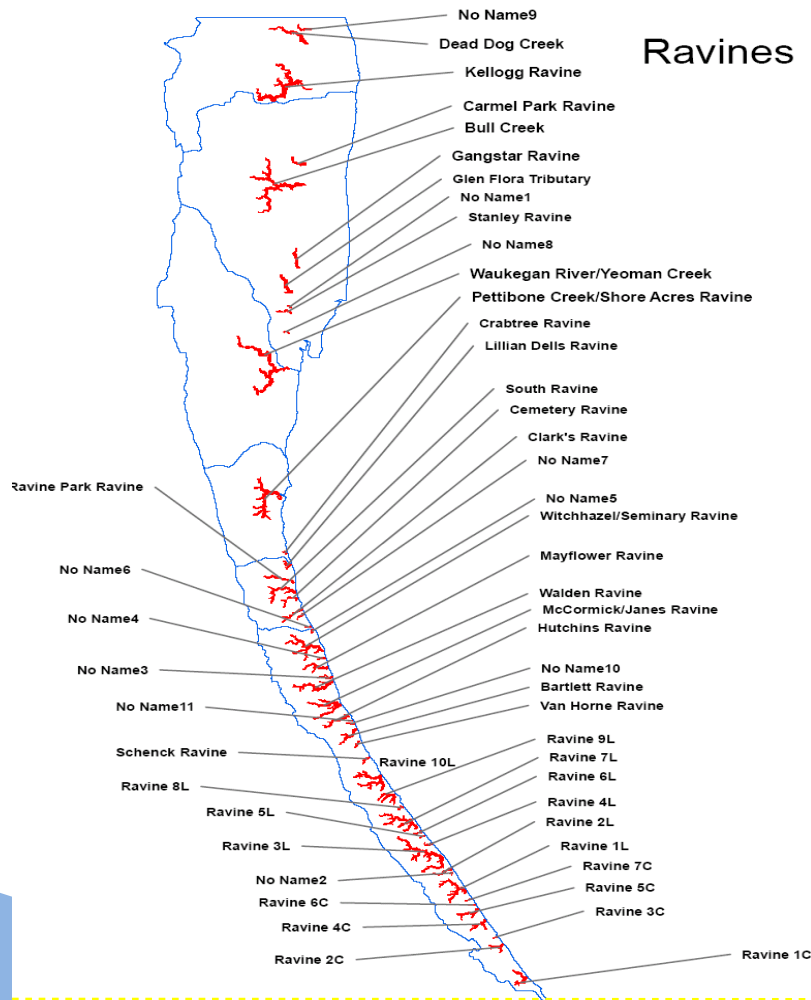 No Name9
Ravines
Dead Dog Creek
Kellogg Ravine
Carmel Park Ravine
Bull Creek
Gangstar Ravine
Glen Flora Tributary
No Name1
Stanley Ravine
No Name8
Waukegan River/Yeoman Creek
Pettibone Creek/Shore Acres Ravine
Crabtree Ravine
Lillian Dells Ravine
South Ravine
Cemetery Ravine
Clark's Ravine
No Name7
Ravine Park Ravine
No Name5
Witchhazel/Seminary Ravine
Mayflower Ravine
No Name6
Walden Ravine
McCormick/Janes Ravine
No Name4
Hutchins Ravine
No Name3
No Name10
Bartlett Ravine
No Name11
Van Horne Ravine
Ravine 9L
Schenck Ravine
Ravine 10L
Ravine 7L
Ravine 6L
Ravine 8L
Ravine 4L
Ravine 5L
Ravine 2L
Ravine 3L
Ravine 1L
Ravine 7C
No Name2
Ravine 5C
Ravine 6C
Ravine 3C
Ravine 4C
Ravine 2C
Ravine 1C